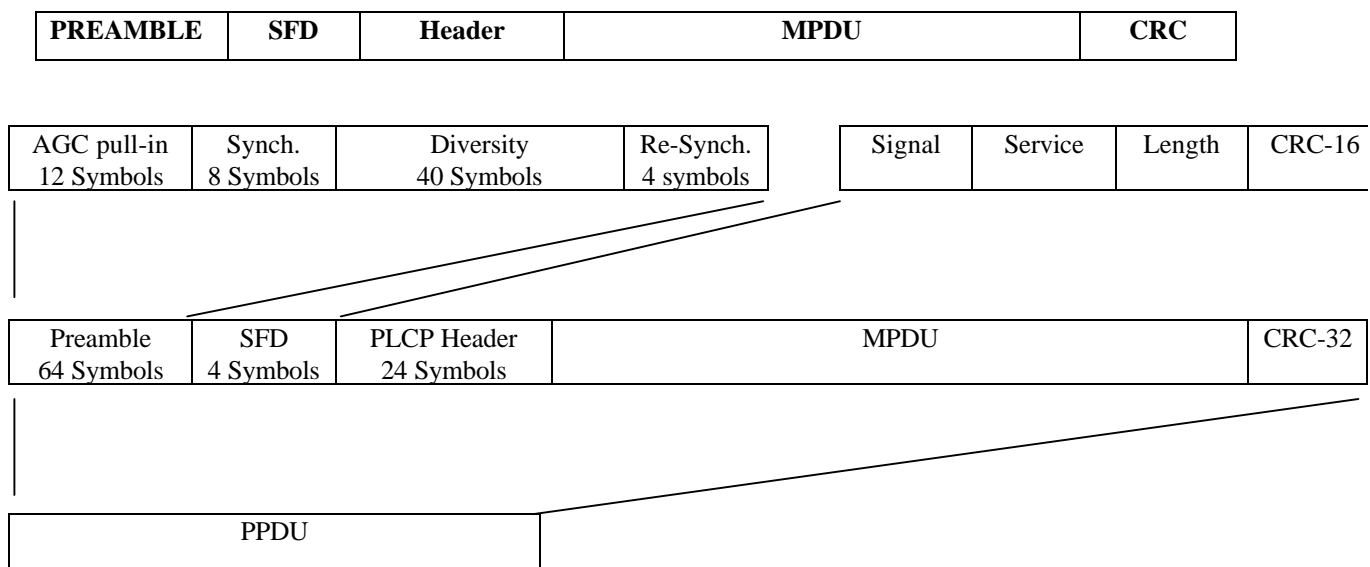 PREAMBLE SFD Header MPDU CRC
AGC pull-in Synch. Diversity Re-Synch. Signal Service Length CRC-16
12 Symbols 8 Symbols 40 Symbols 4 symbols
Preamble SFD PLCP Header MPDU CRC-32
64 Symbols 4 Symbols 24 Symbols
PPDU